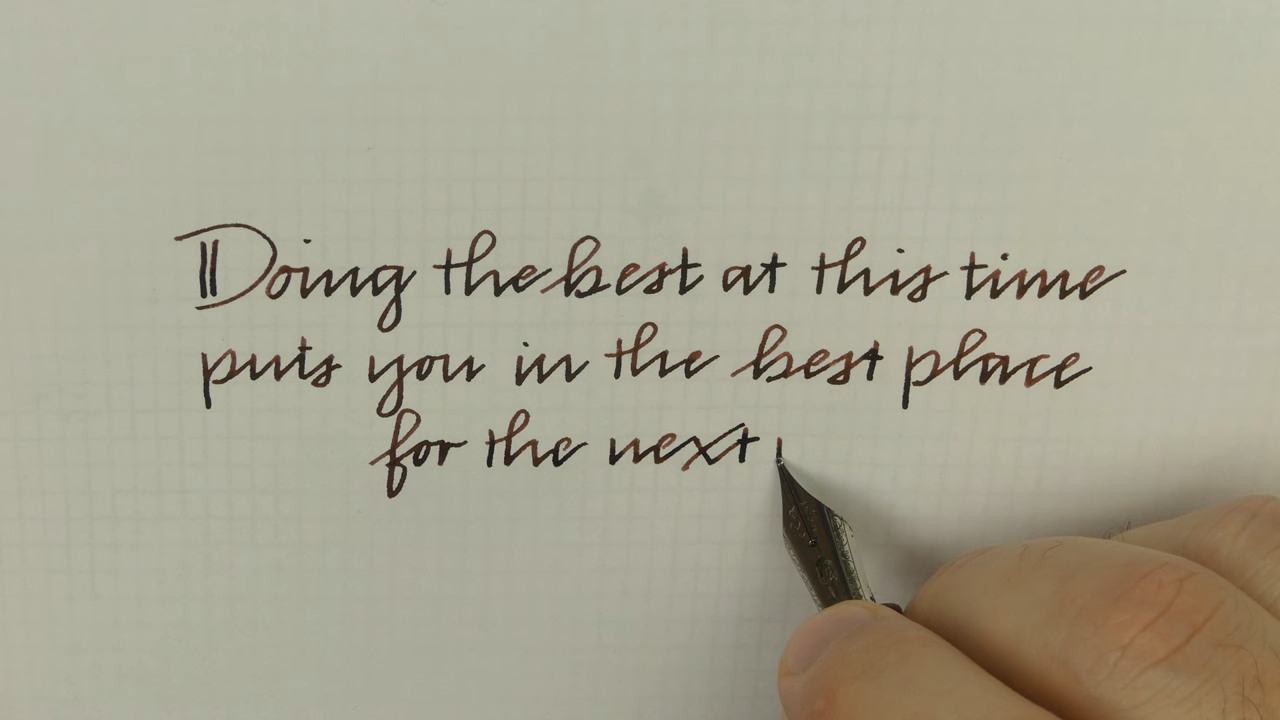 Doing the best at this time
puts you in the best place
for the next